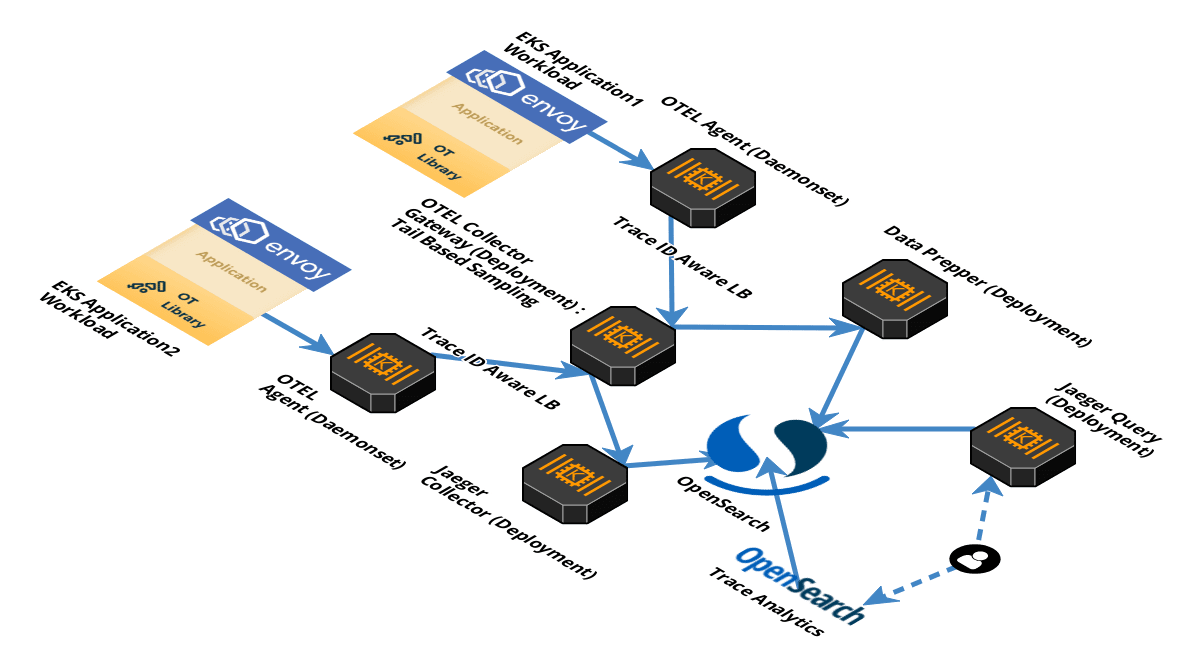 EKS Application1
Workload
envoy
Application
OT
Library
OTEL Agent (Daemonset)
Trace ID Aware LB
OTEL Collector
Gateway (Deployment) :
Tail Based Sampling
Data Prepper (Deployment)
envoy
Application
OT
Library
EKS Application2
Workload
OTEL
Agent (Daemonset)
Trace ID Aware LB
Jaeger
Collector (Deployment)
Jaeger Query
(Deployment)
OpenSearch
OpenSearch
Trace Analytics
K
K
K
K
K
K